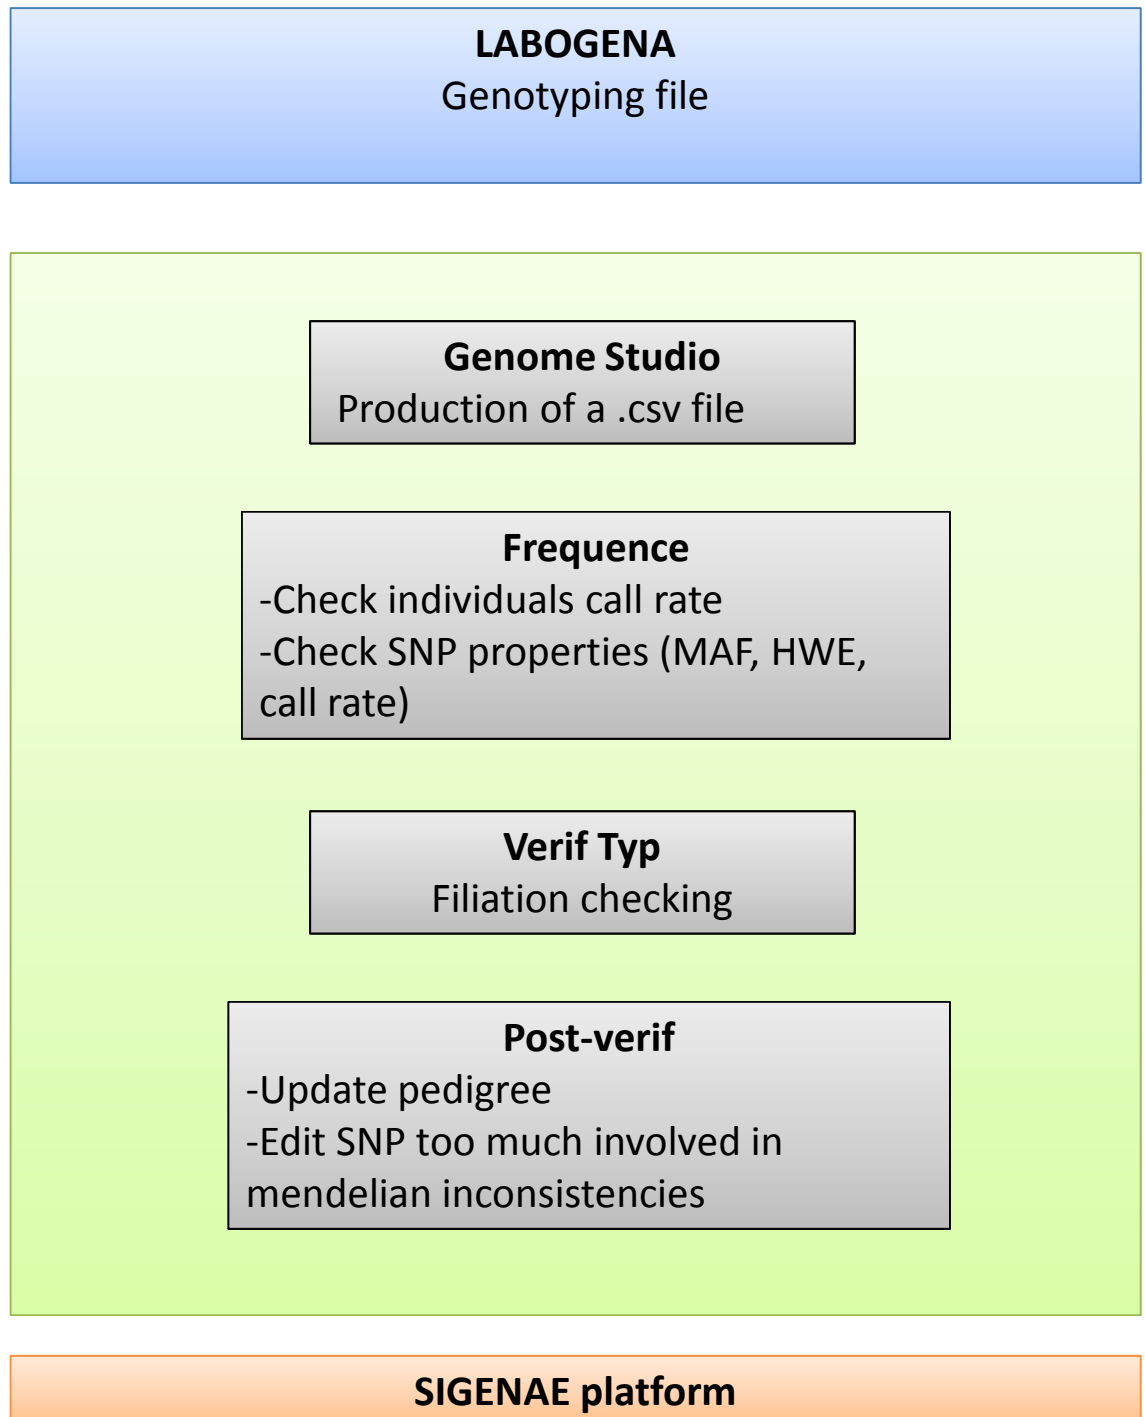 LABOGENA
Genotyping file
Genome Studio
Production of a .csv file
Frequence
-Check individuals call rate
-Check SNP properties (MAF, HWE,
call rate)
Verif Typ
Filiation checking
Post-verif
-Update pedigree
-Edit SNP too much involved in
mendelian inconsistencies
SIGENAE platform